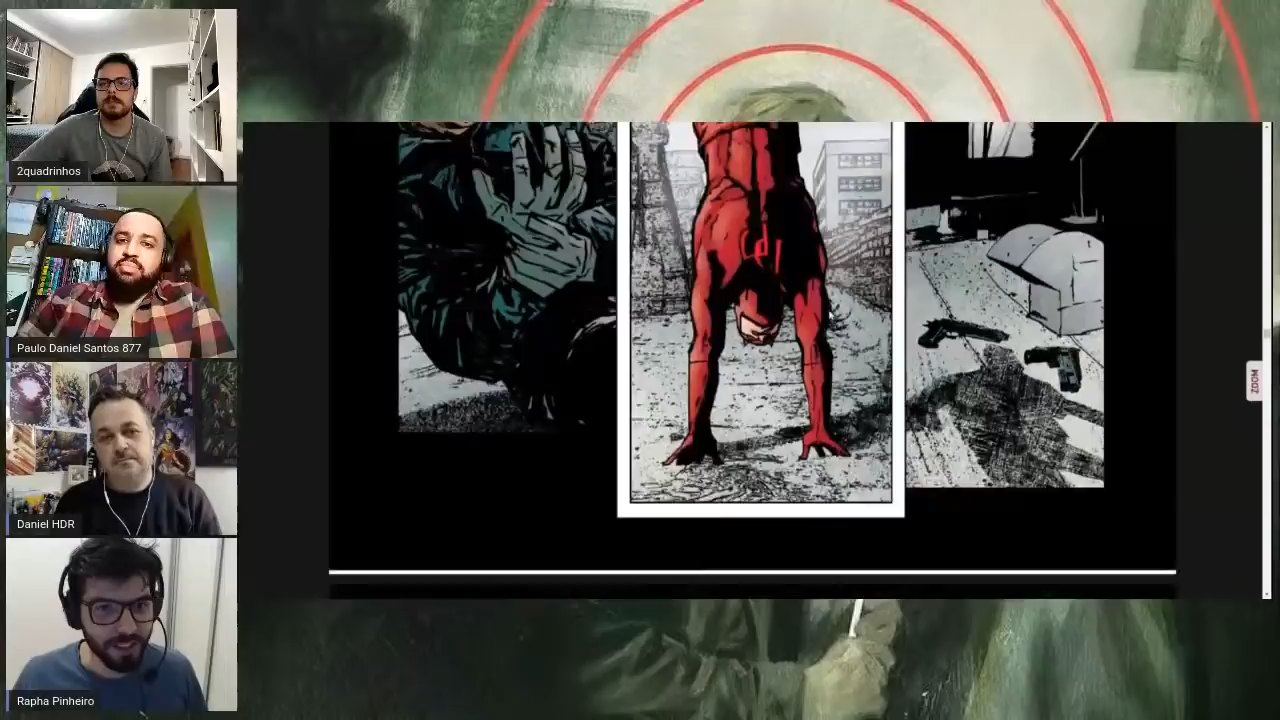 2quadrinhos
Paulo Daniel Santos 877
Daniel HDR
Rapha Pinheiro
ZOOM